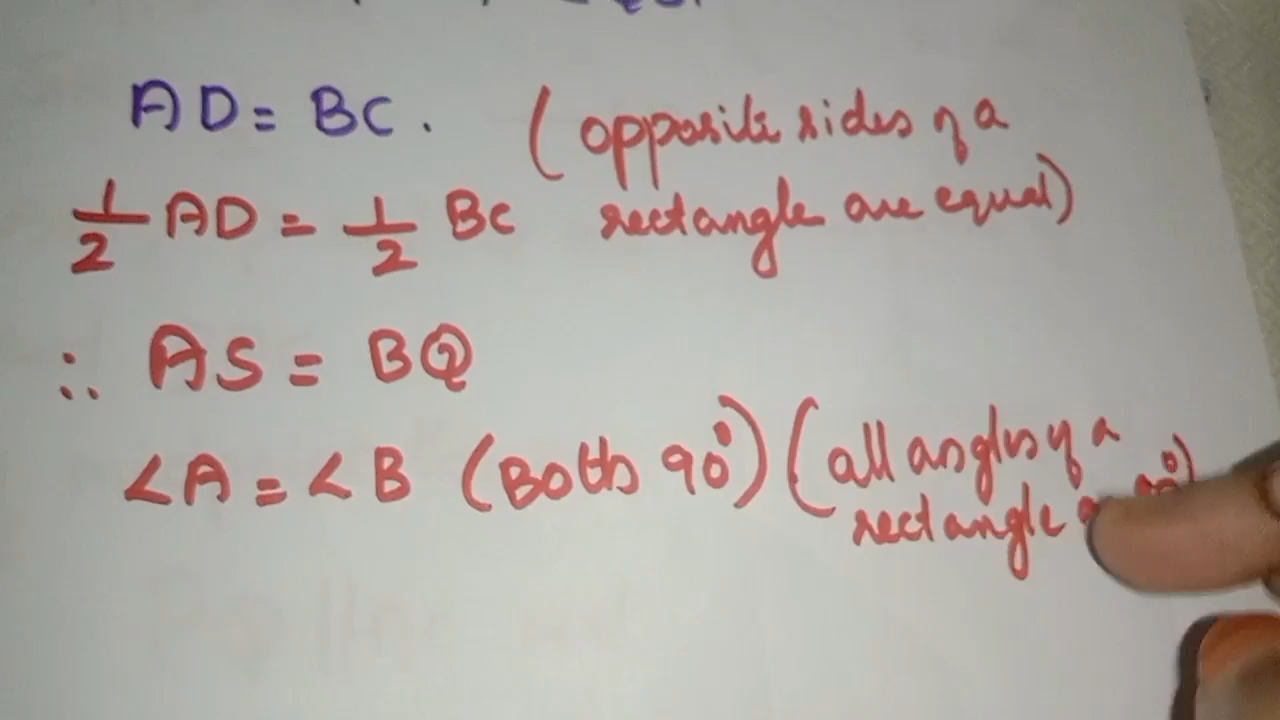 AD = BC. (opposite sides of a
1/2 AD = 1/2 BC rectangle are equal)
∴ AS = BQ
∠A = ∠B (Both 90°) (all angles of a
rectangle 90°)